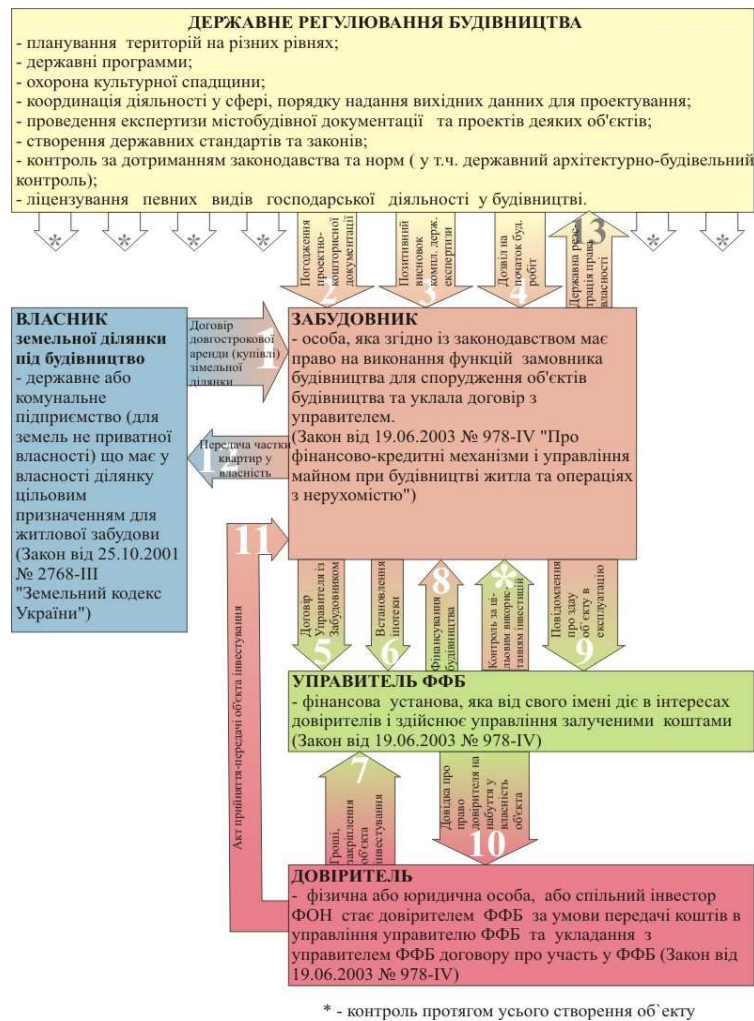 ДЕРЖАВНЕ РЕГУЛЮВАННЯ БУДІВНИЦТВА
- планування територій на різних рівнях;
- державні программи;
- охорона культурної спадщини;
- координація діяльності у сфері, порядку надання вихідних данних для проектування;
- проведення експертизи містобудівної документації та проектів деяких об'єктів;
- створення державних стандартів та законів;
- контроль за дотриманням законодавства та норм ( у т.ч. державний архітектурно-будівельний
контроль);
- ліцензування певних видів господарської діяльності у будівництві.
* * * *
Погодження
проектно-
кошторисної
документації
2
Позитивний
висновок
компл. держ.
експертизи
3
Дозвіл на
початок буд.
робіт
4
13
Державна реєс-
трація права
власності
* *
ВЛАСНИК
земельної ділянки
під будівництво
- державне або
комунальне
підприємство (для
земель не приватної
власності) що має у
власності ділянку
цільовим
призначенням для
житлової забудови
(Закон від 25.10.2001
№ 2768-III
"Земельний кодекс
України")
Договір
довгострокової
аренди (купівлі)
зімельної
ділянки
1
Передача частки
квартир у
власність
12
ЗАБУДОВНИК
- особа, яка згідно із законодавством має
право на виконання функцій замовника
будівництва для спорудження об'єктів
будівництва та уклала договір з
управителем.
(Закон від 19.06.2003 № 978-IV "Про
фінансово-кредитні механізми і управління
майном при будівництві житла та операціях
з нерухомістю")
11
Акт прийняття-передачі об'єкта інвестування
Договір
Управителя із
Забудовником
5
Встановлення
іпотеки
6
8
Фінансування
будівництва
*
Контроль за ці-
льовим викорис-
танням інвестицій
Повідомлення
про здачу
об`єкту в
експлуатацію
9
УПРАВИТЕЛЬ ФФБ
- фінансова установа, яка від свого імені діє в інтересах
довірителів і здійснює управління залученими коштами
(Закон від 19.06.2003 № 978-IV)
7
Гроші,
закріплення
об'єкта
інвестування
Довідка про
право
довірителя на
набуття у
власність
об'єкта
10
ДОВІРИТЕЛЬ
- фізична або юридична особа, або спільний інвестор
ФОН стає довірителем ФФБ за умови передачі коштів в
управління управителю ФФБ та укладання з
управителем ФФБ договору про участь у ФФБ (Закон від
19.06.2003 № 978-IV)
* - контроль протягом усього створення об`екту